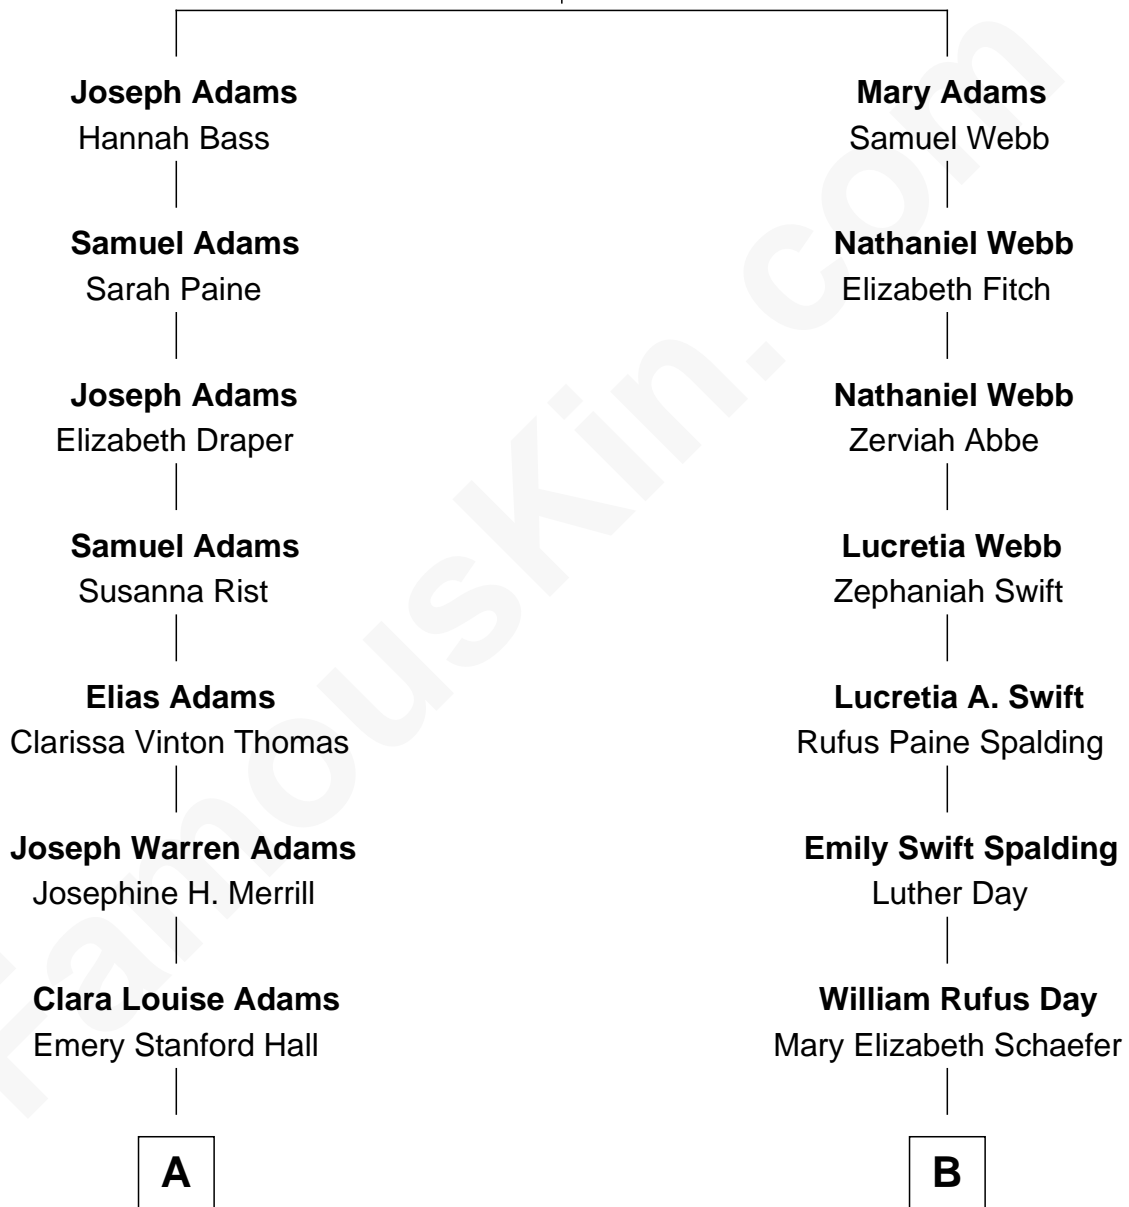 Joseph Adams
Hannah Bass
Samuel Adams
Sarah Paine
Joseph Adams
Elizabeth Draper
Samuel Adams
Susanna Rist
Elias Adams
Clarissa Vinton Thomas
Joseph Warren Adams
Josephine H. Merrill
Clara Louise Adams
Emery Stanford Hall
A
Mary Adams
Samuel Webb
Nathaniel Webb
Elizabeth Fitch
Nathaniel Webb
Zerviah Abbe
Lucretia Webb
Zephaniah Swift
Lucretia A. Swift
Rufus Paine Spalding
Emily Swift Spalding
Luther Day
William Rufus Day
Mary Elizabeth Schaefer
B
FamousKin.com